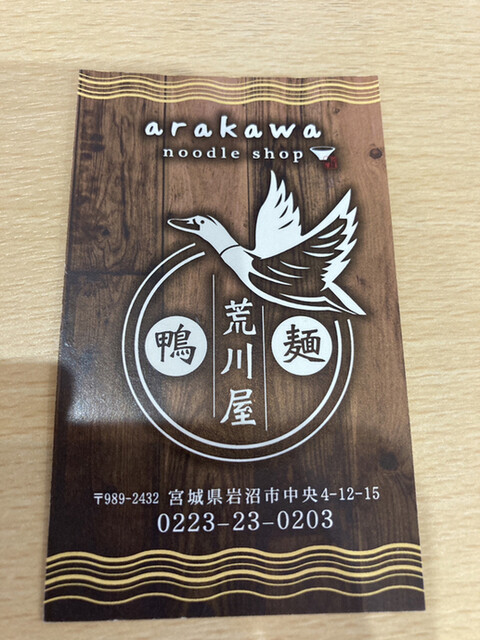 arakawa
noodle shop
鴨
荒川屋
麺
〒989-2432 宮城県岩沼市中央4-12-15
0223-23-0203